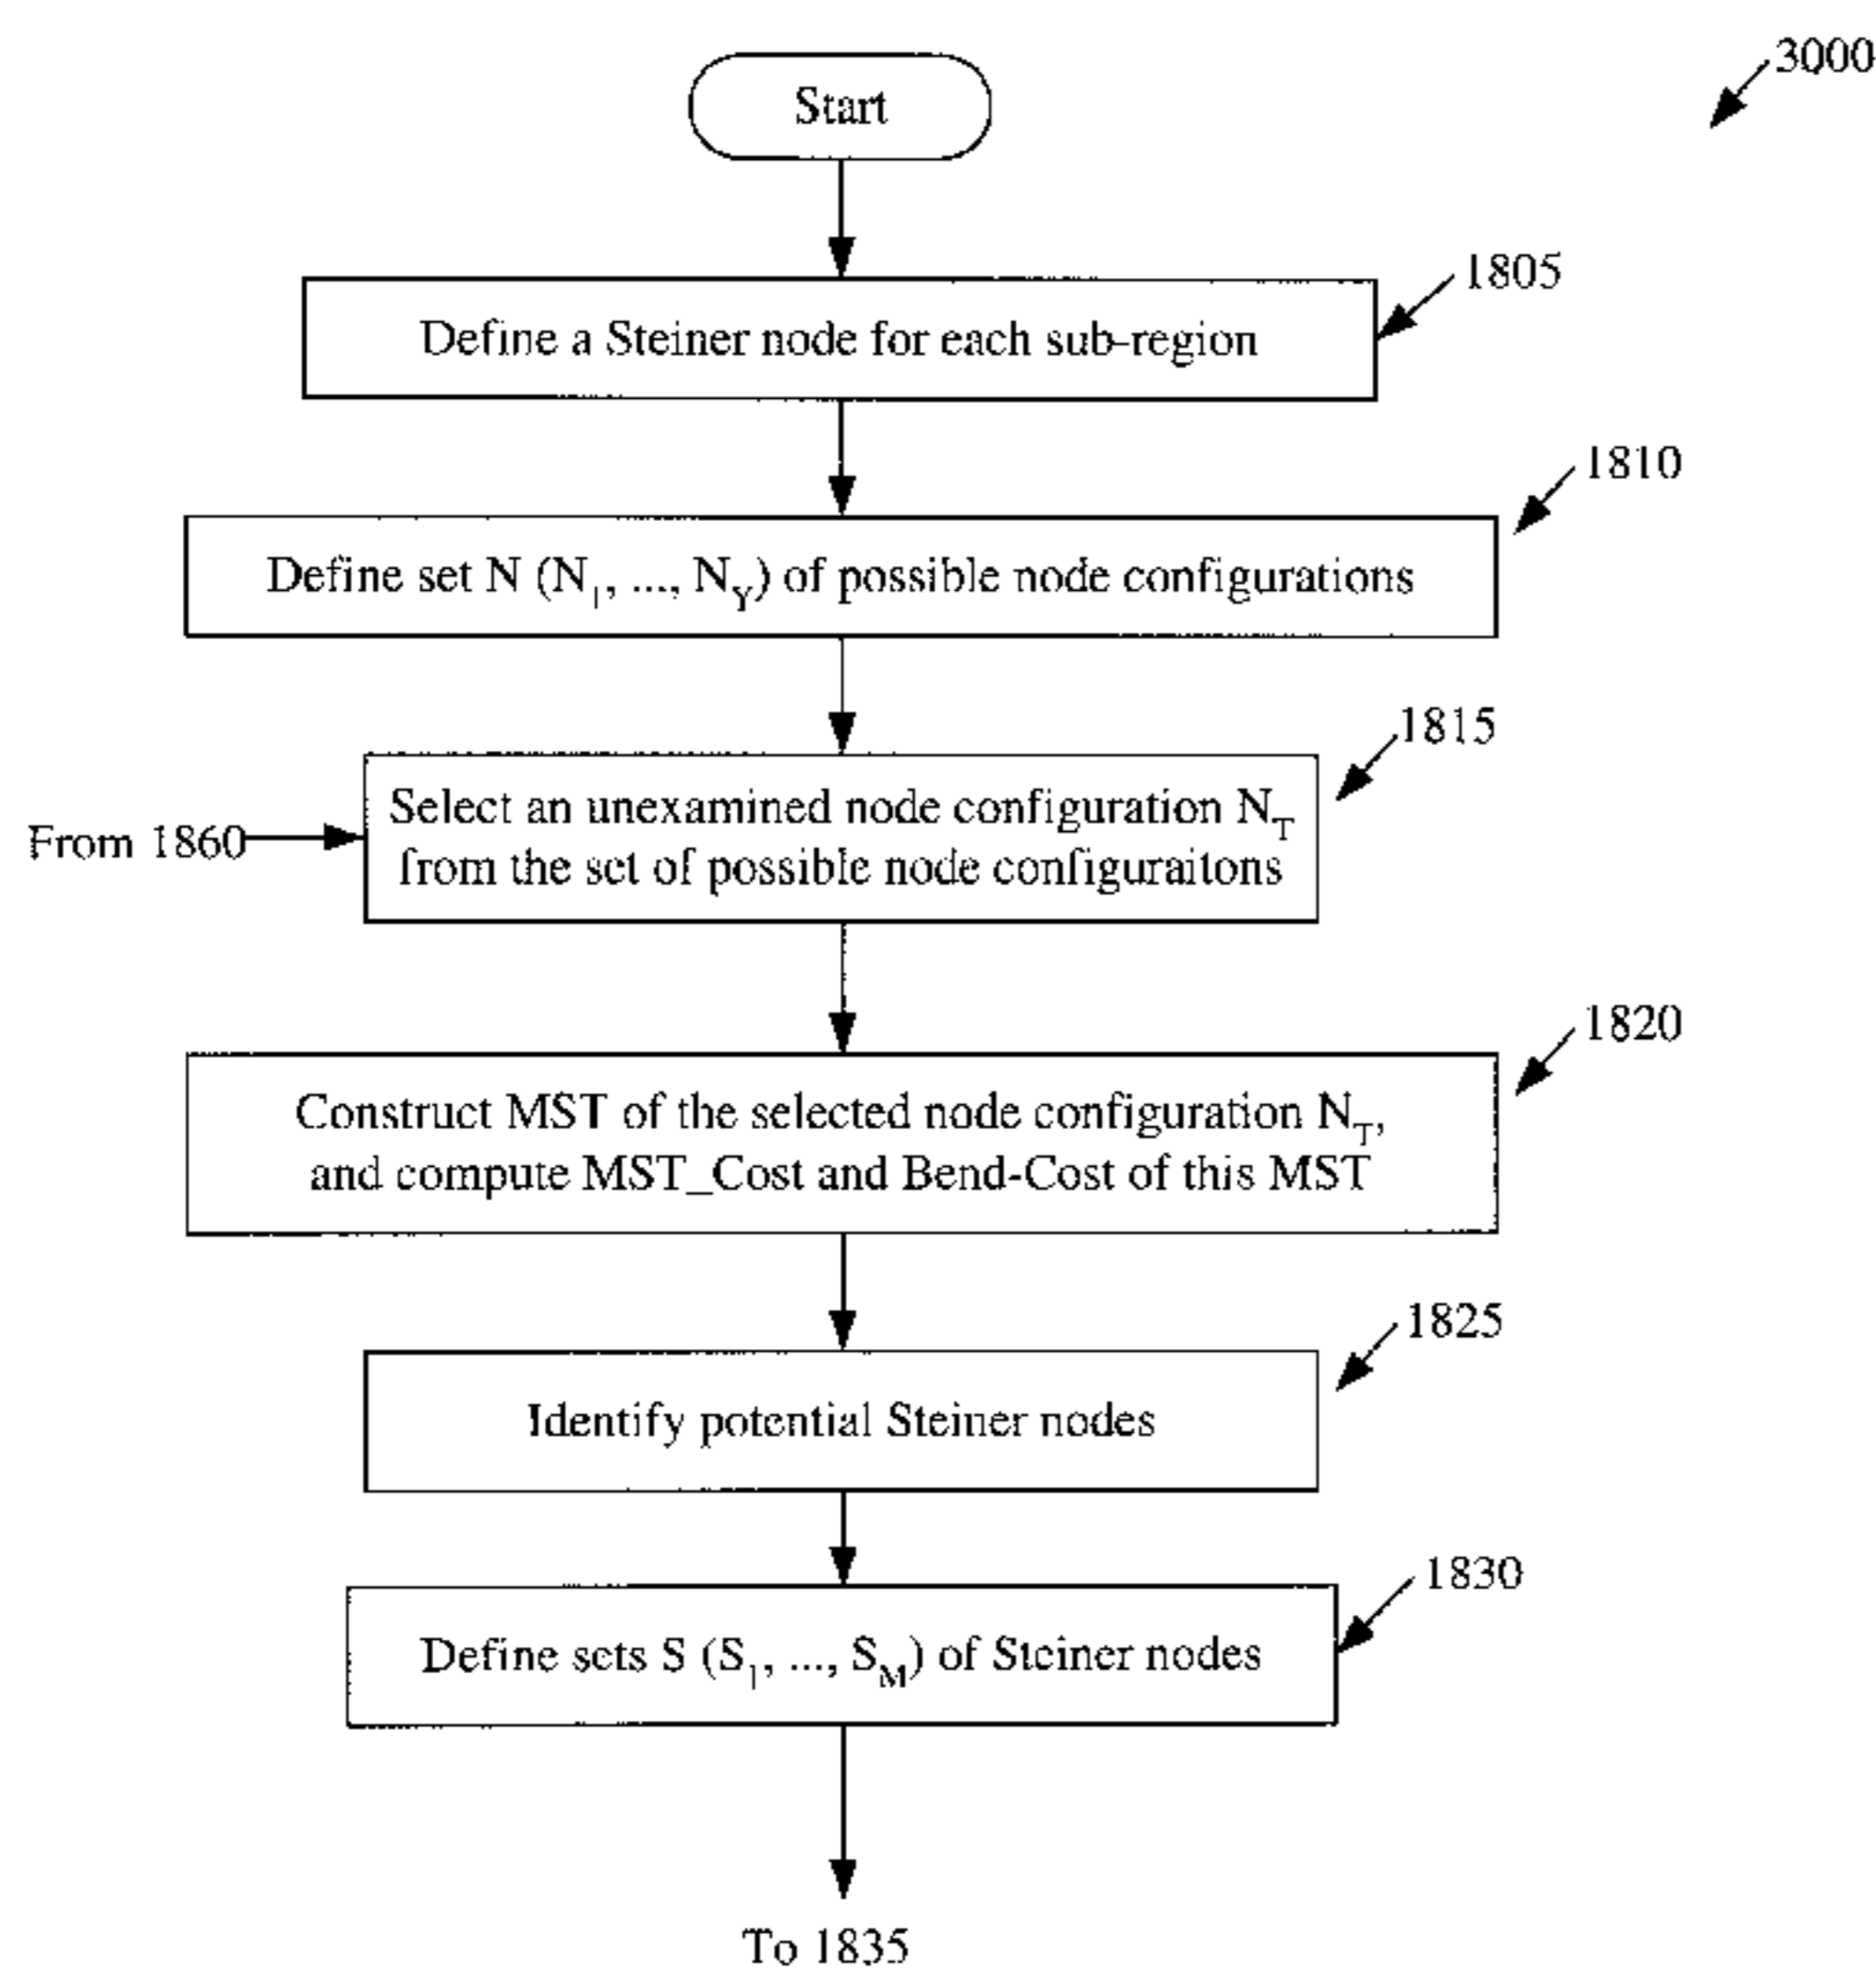 3000
Start
1805
Define a Steiner node for each sub-region
1810
Define set N (N1, ..., NY) of possible node configurations
1815
Select an unexamined node configuration NT
from the set of possible node configuraitons
From 1860
1820
Construct MST of the selected node configuration NT,
and compute MST_Cost and Bend-Cost of this MST
1825
Identify potential Steiner nodes
1830
Define sets S (S1, ..., SM) of Steiner nodes
To 1835